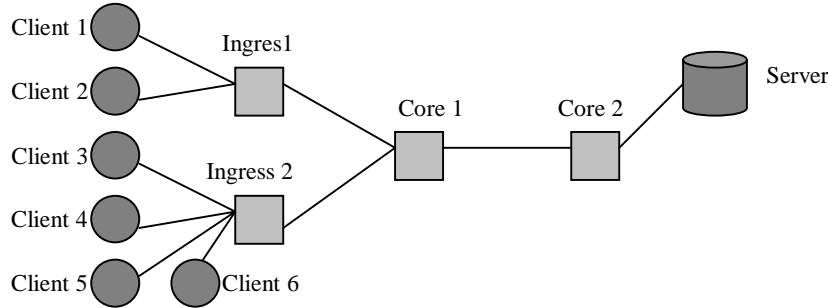 Client 1
Ingres1
Client 2
Server
Core 1
Core 2
Client 3
Ingress 2
Client 4
Client 5
Client 6